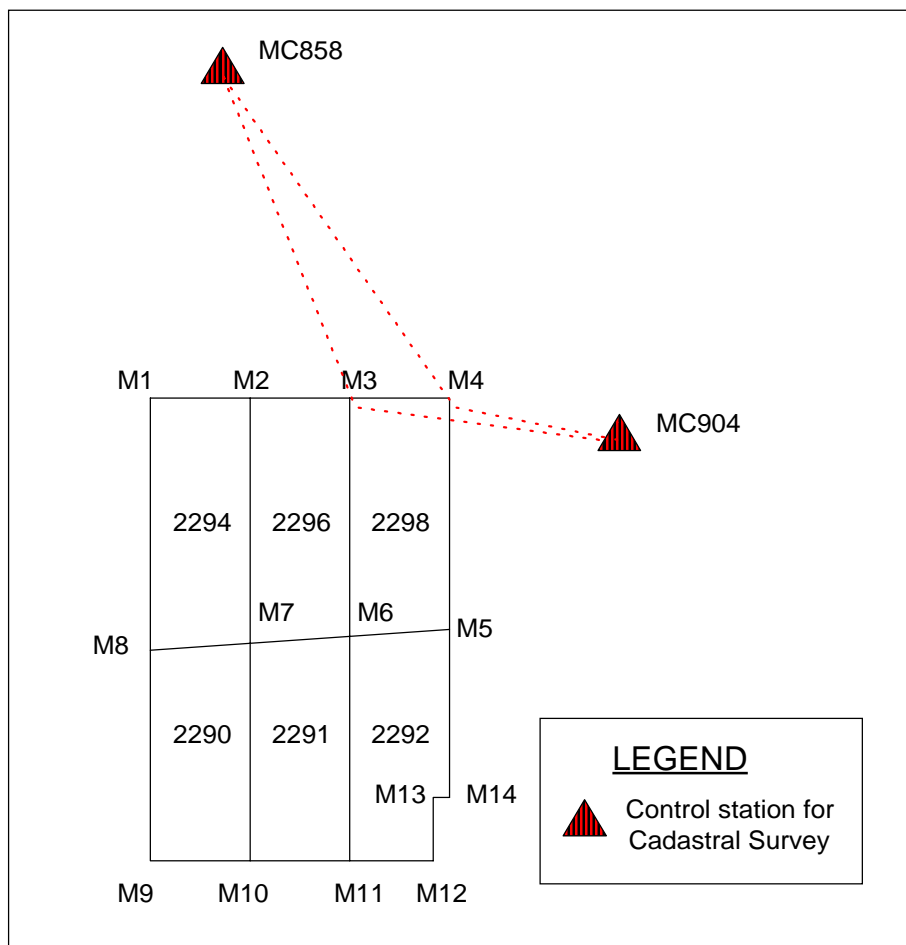 MC858
M1 M2 M3 M4
MC904
2294 2296 2298
M7 M6
M5
M8
2290 2291 2292
M13 M14
M9 M10 M11 M12
LEGEND
Control station for
Cadastral Survey